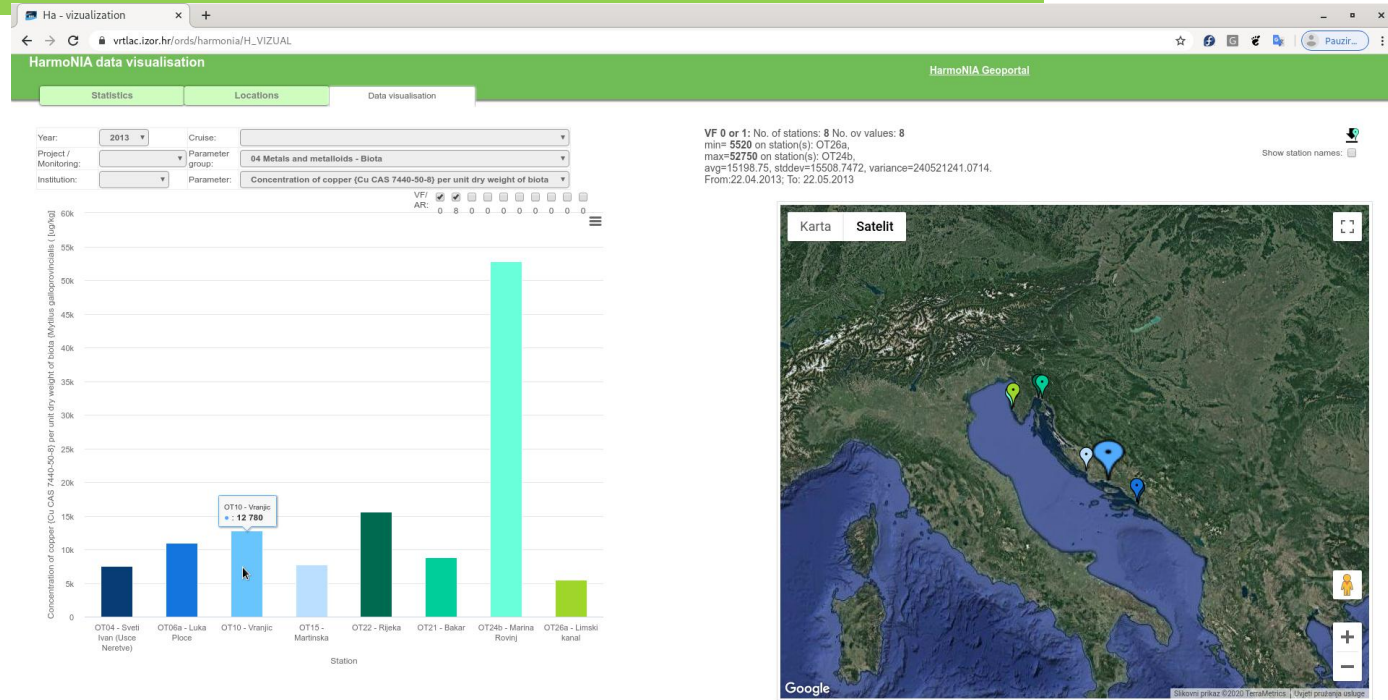 Ha - vizualization
vrtlac.izor.hr/ords/harmonia/H_VIZUAL
Pauzir...
HarmoNIA data visualisation
HarmoNIA Geoportal
Statistics
Locations
Data visualisation
Year:
2013
Cruise:
Project /
Monitoring:
Parameter
group:
04 Metals and metalloids - Biota
Institution:
Parameter:
Concentration of copper {Cu CAS 7440-50-8} per unit dry weight of biota
VF/
AR:
0 8 0 0 0 0 0 0 0 0
VF 0 or 1: No. of stations: 8 No. ov values: 8
min= 5520 on station(s): OT26a,
max=52750 on station(s): OT24b,
avg=15198.75, stddev=15508.7472, variance=240521241.0714.
From:22.04.2013; To: 22.05.2013
Show station names:
Concentration of copper {Cu CAS 7440-50-8} per unit dry weight of biota {Mytilus galloprovincialis ( [ug/kg]
60k
55k
50k
45k
40k
35k
30k
25k
20k
15k
10k
5k
0
OT10 - Vranjic
: 12 780
OT04 - Sveti
Ivan (Usce
Neretve)
OT06a - Luka
Ploce
OT10 - Vranjic
OT15 -
Martinska
OT22 - Rijeka
OT21 - Bakar
OT24b - Marina
Rovinj
OT26a - Limski
kanal
Station
Karta
Satelit
Google
Slikovni prikaz ©2020 TerraMetrics
Uvjeti pružanja usluge